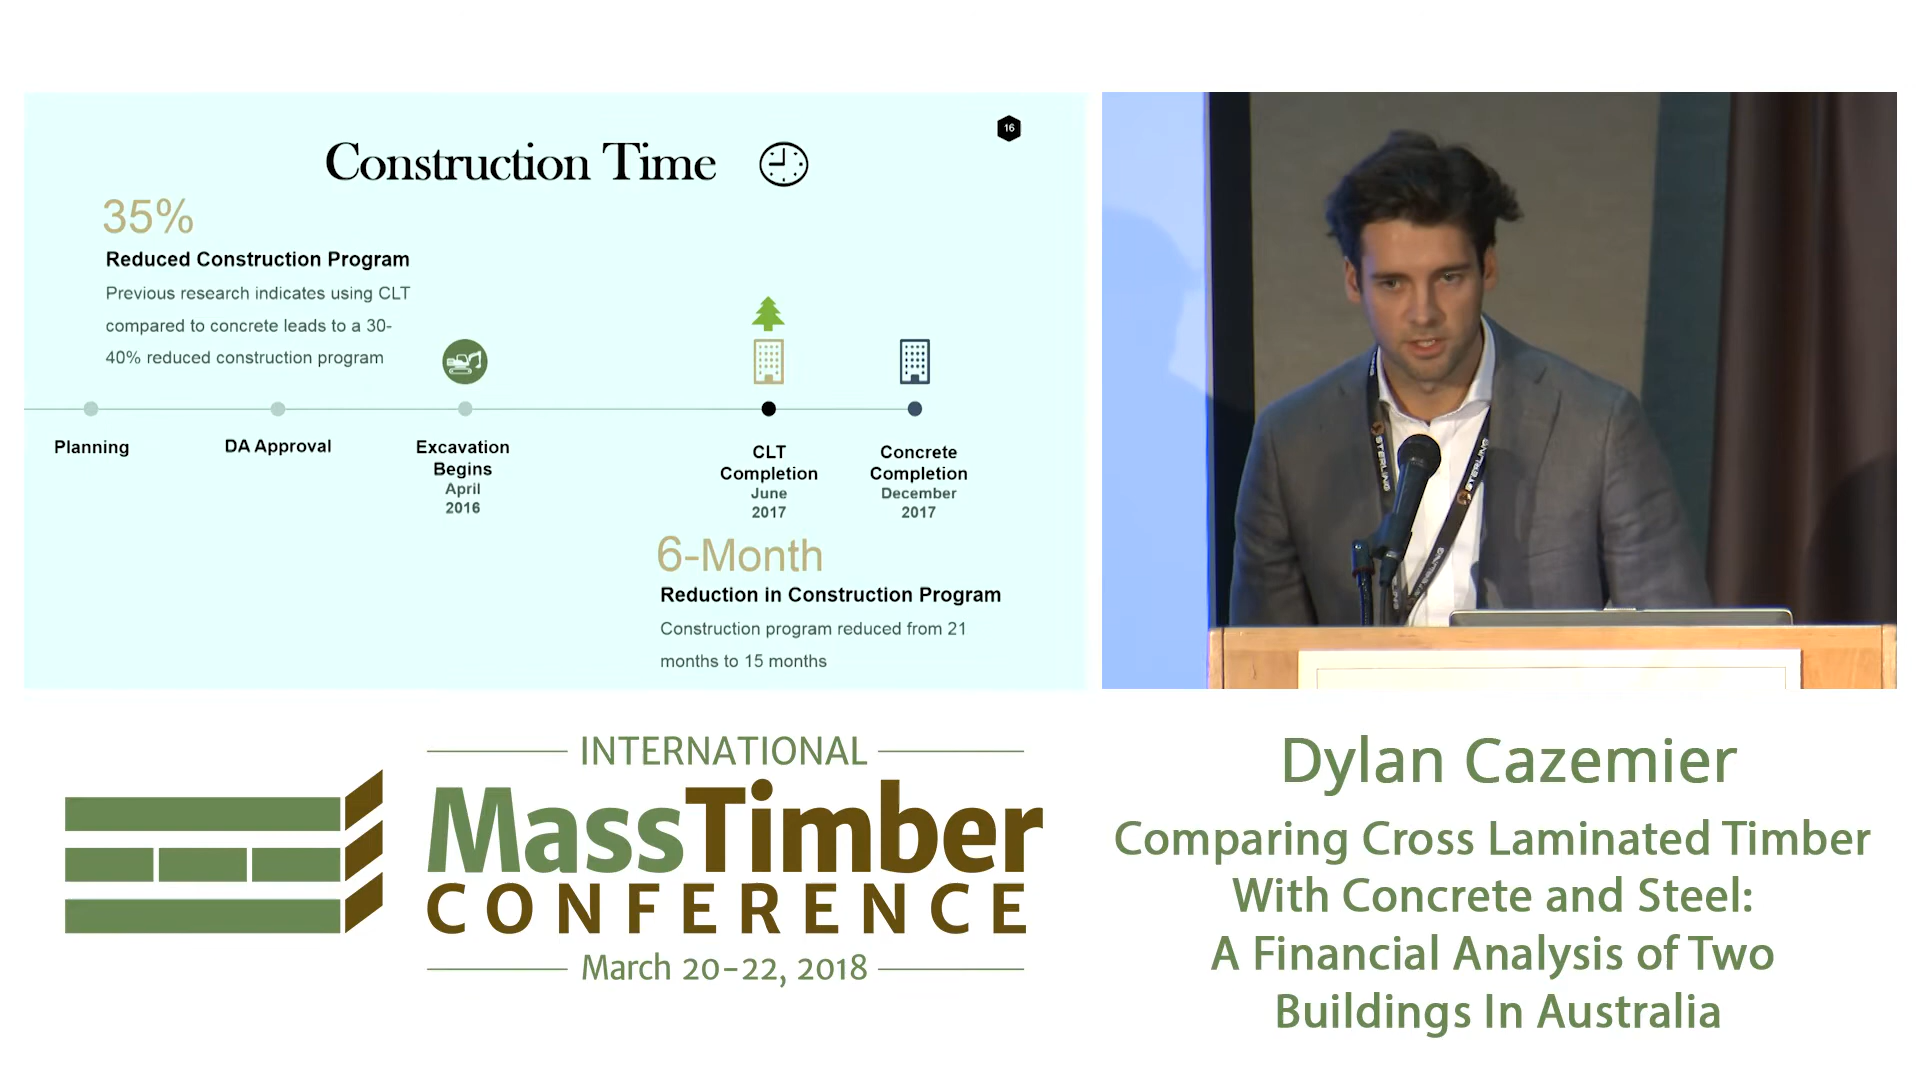 16
Construction Time
35%
Reduced Construction Program
Previous research indicates using CLT
compared to concrete leads to a 30-
40% reduced construction program
Planning
DA Approval
Excavation
Begins
April
2016
CLT
Completion
June
2017
Concrete
Completion
December
2017
6-Month
Reduction in Construction Program
Construction program reduced from 21
months to 15 months
STERLING
STERLING
INTERNATIONAL
MassTimber
CONFERENCE
March 20-22, 2018
Dylan Cazemier
Comparing Cross Laminated Timber
With Concrete and Steel:
A Financial Analysis of Two
Buildings In Australia